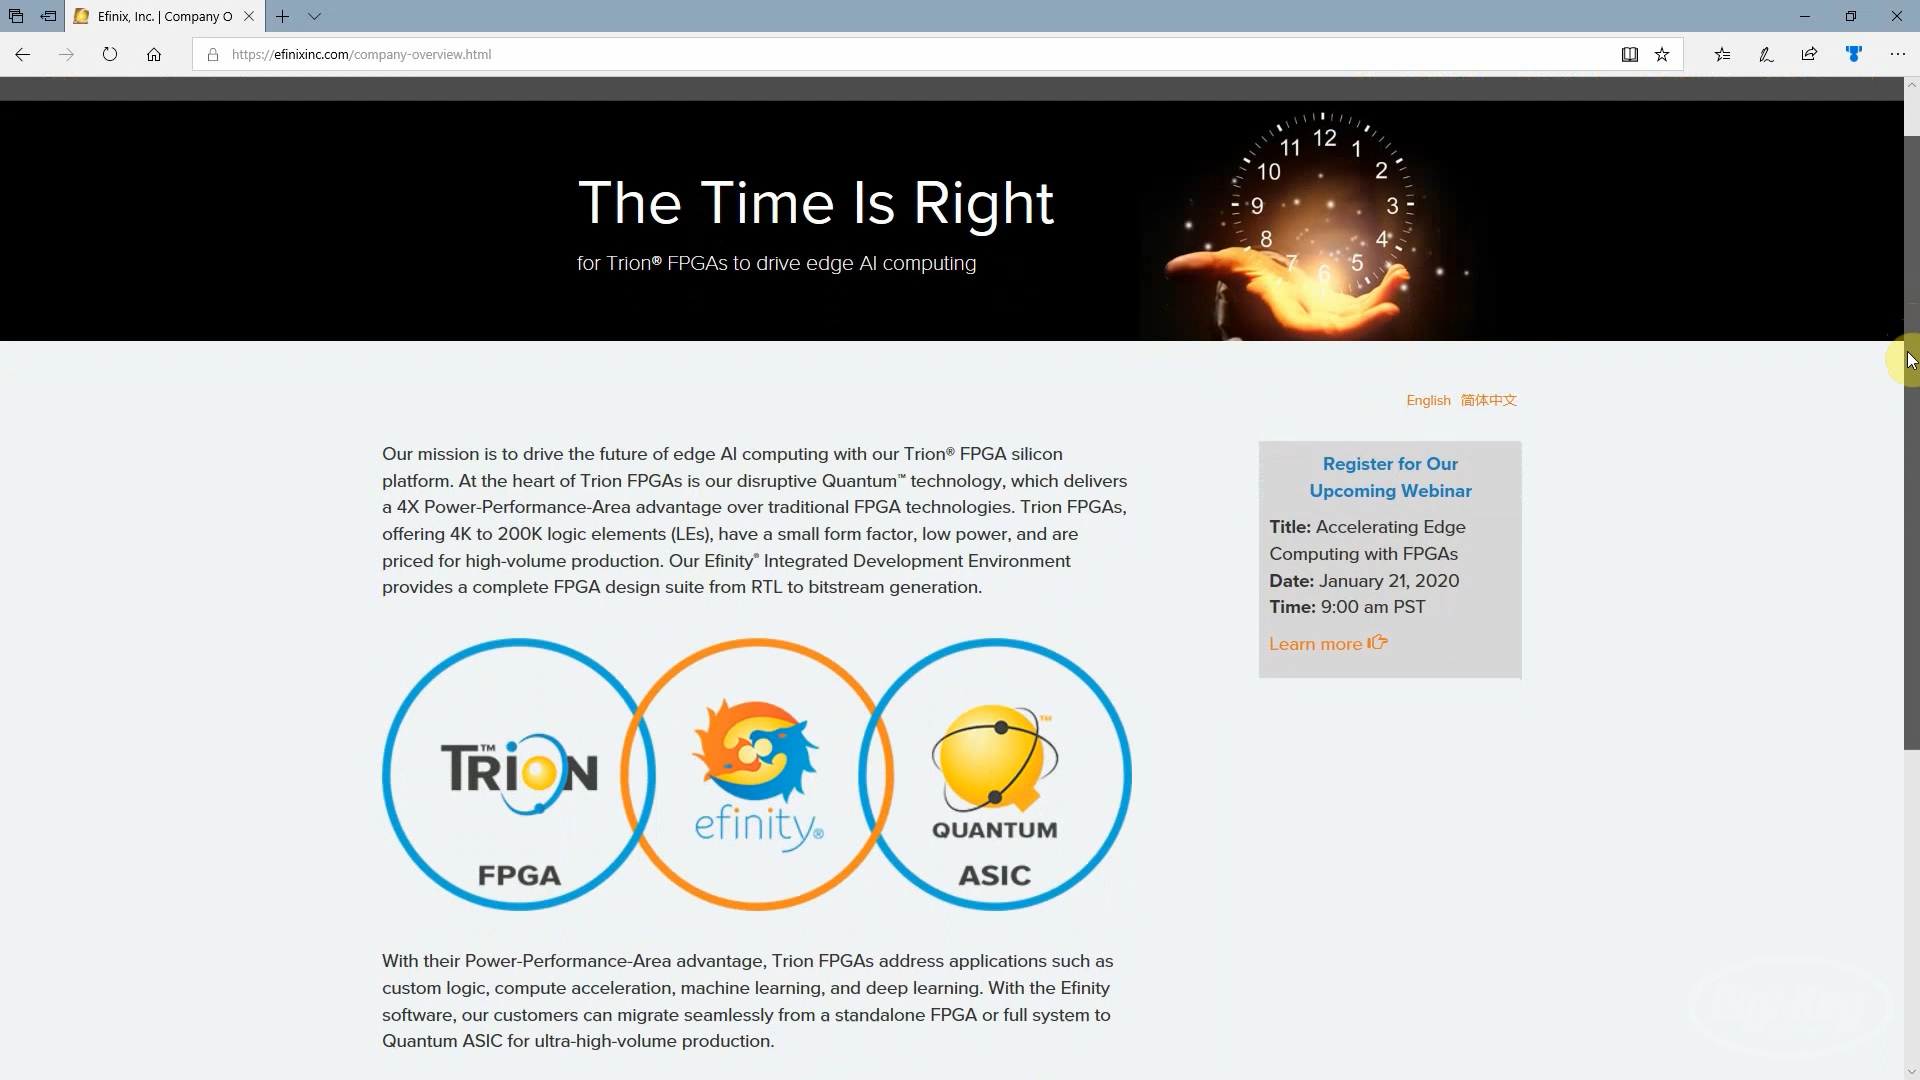 Efinix, Inc. | Company O
https://efinixinc.com/company-overview.html
The Time Is Right
for Trion® FPGAs to drive edge AI computing
12
11
1
10
2
9
3
8
4
7
5
6
English 简体中文
Our mission is to drive the future of edge AI computing with our Trion® FPGA silicon
platform. At the heart of Trion FPGAs is our disruptive Quantum™ technology, which delivers
a 4X Power-Performance-Area advantage over traditional FPGA technologies. Trion FPGAs,
offering 4K to 200K logic elements (LEs), have a small form factor, low power, and are
priced for high-volume production. Our Efinity® Integrated Development Environment
provides a complete FPGA design suite from RTL to bitstream generation.
Register for Our
Upcoming Webinar
Title: Accelerating Edge
Computing with FPGAs
Date: January 21, 2020
Time: 9:00 am PST
Learn more
TRION™
FPGA
efinity®
™
QUANTUM
ASIC
With their Power-Performance-Area advantage, Trion FPGAs address applications such as
custom logic, compute acceleration, machine learning, and deep learning. With the Efinity
software, our customers can migrate seamlessly from a standalone FPGA or full system to
Quantum ASIC for ultra-high-volume production.